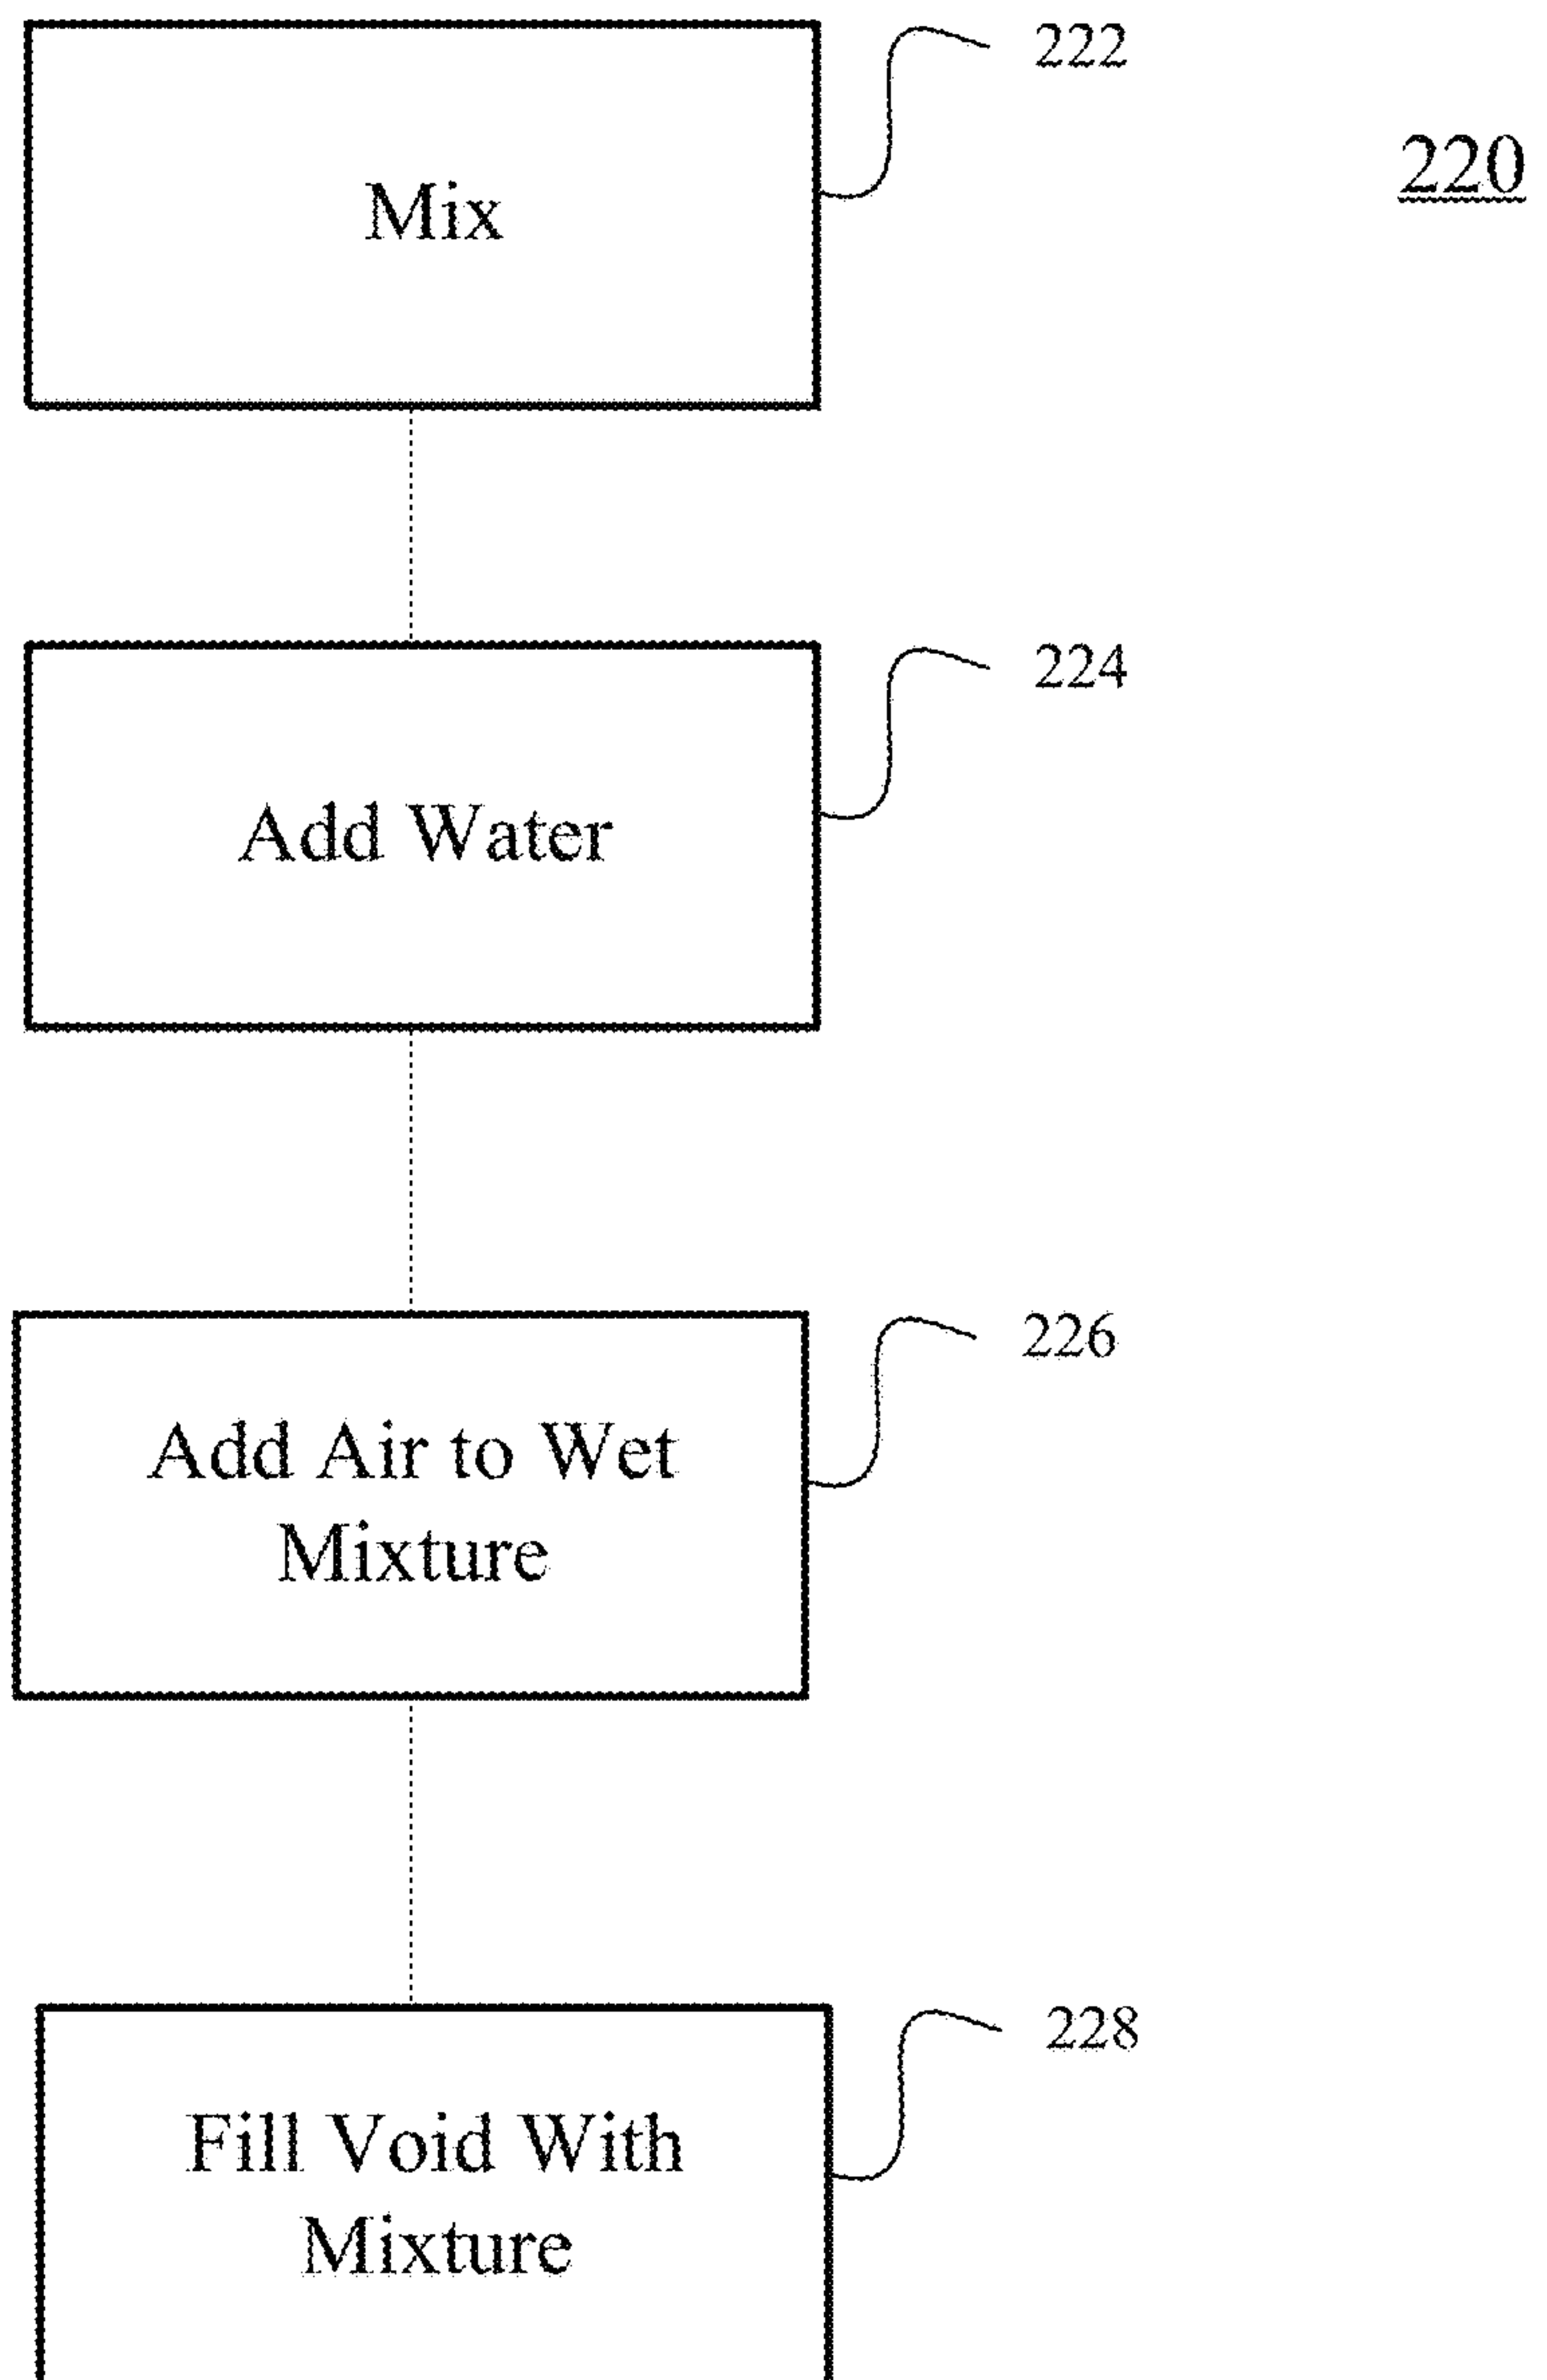 222
220
Mix
224
Add Water
226
Add Air to Wet
Mixture
228
Fill Void With
Mixture